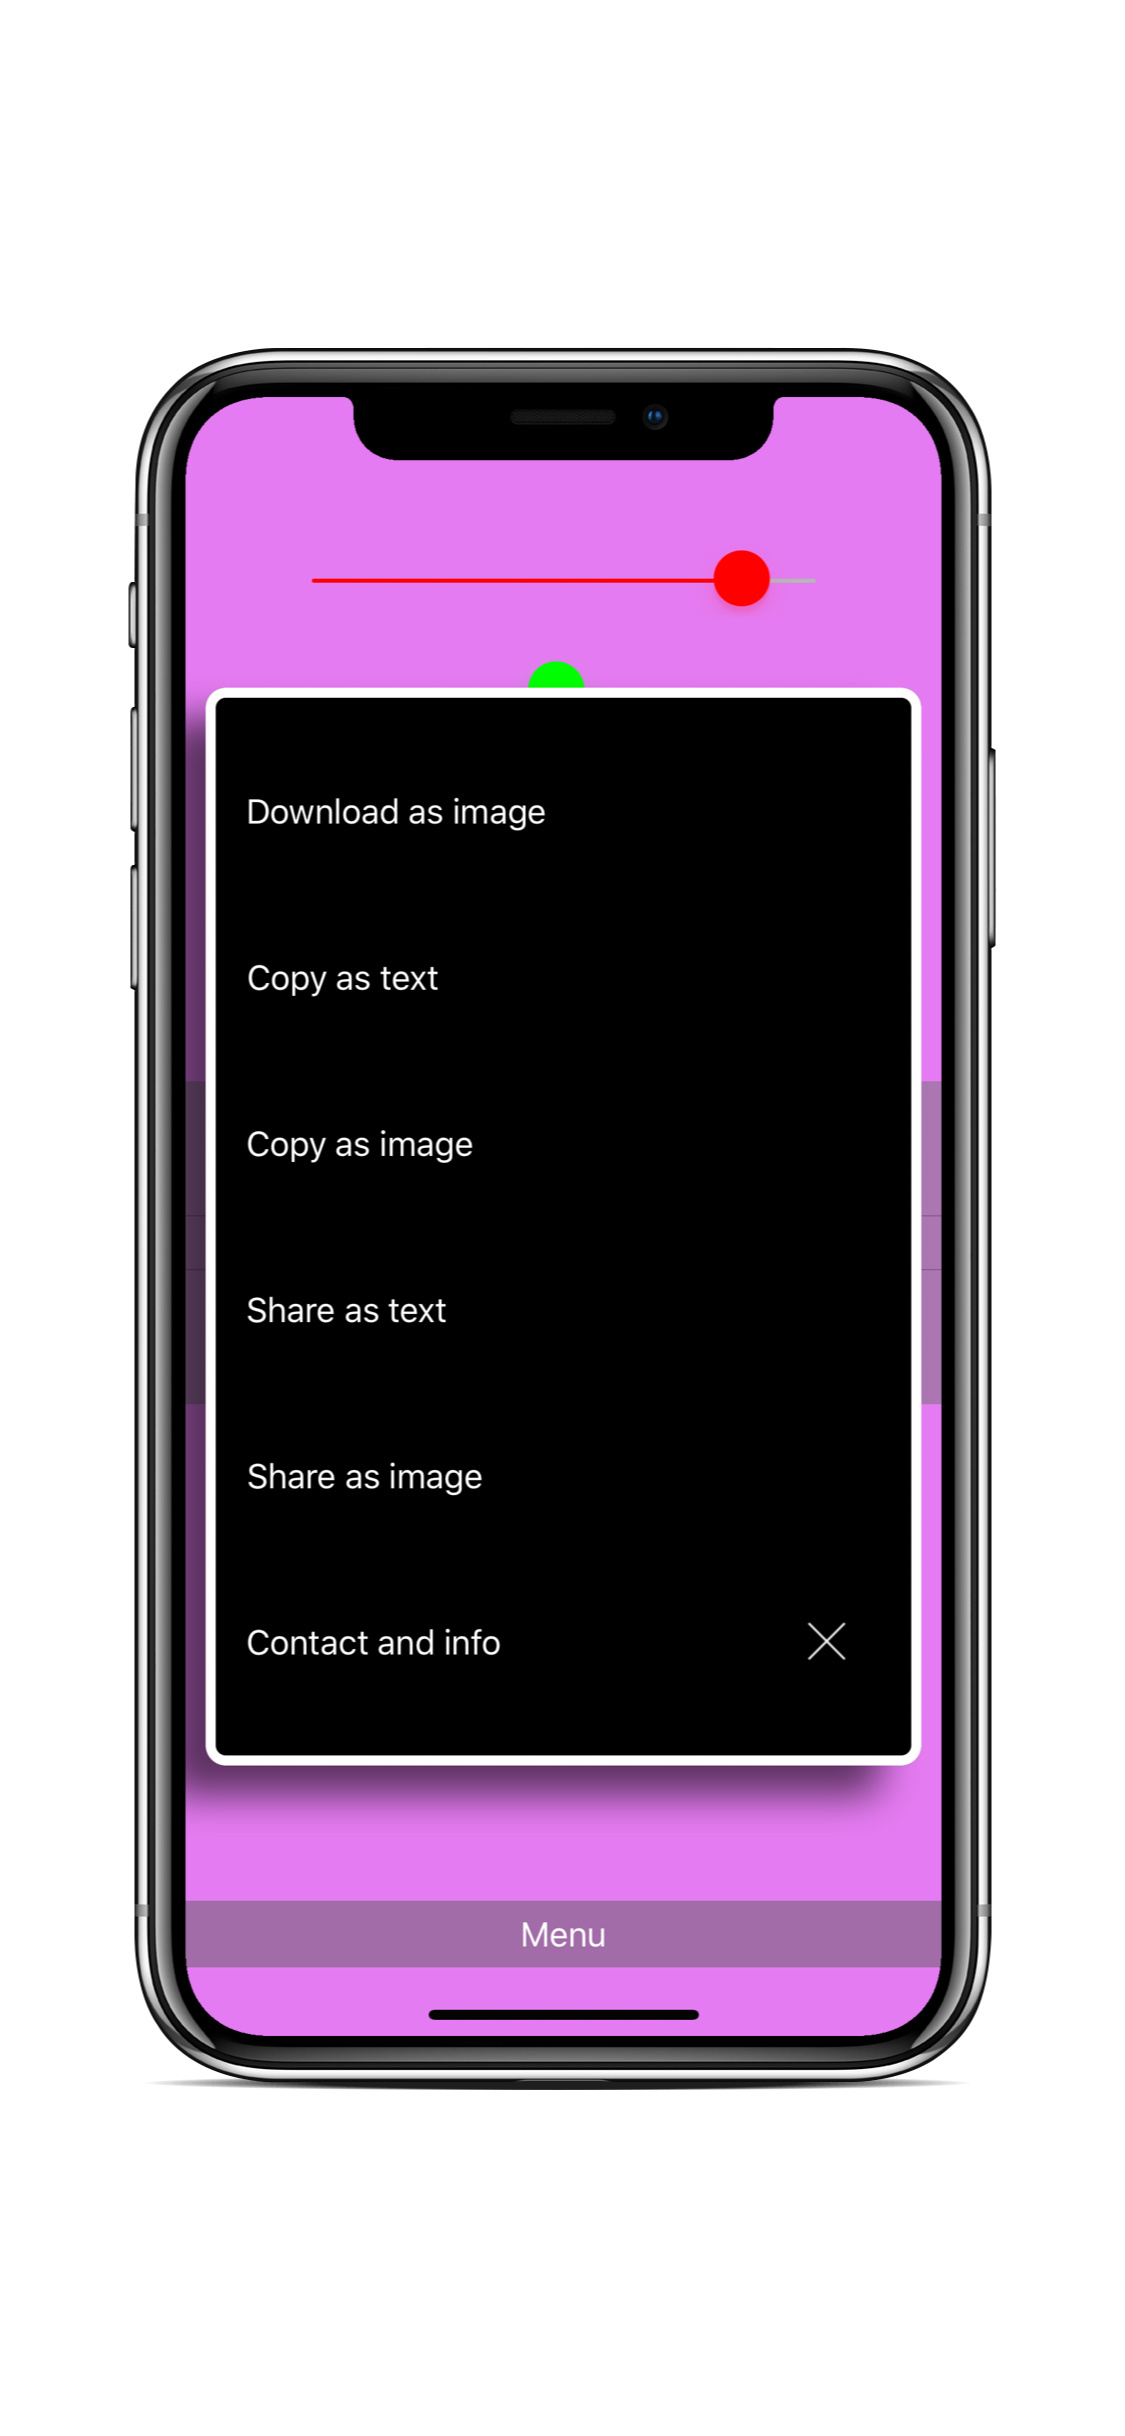 Download as image
Copy as text
Copy as image
Share as text
Share as image
Contact and info
Menu